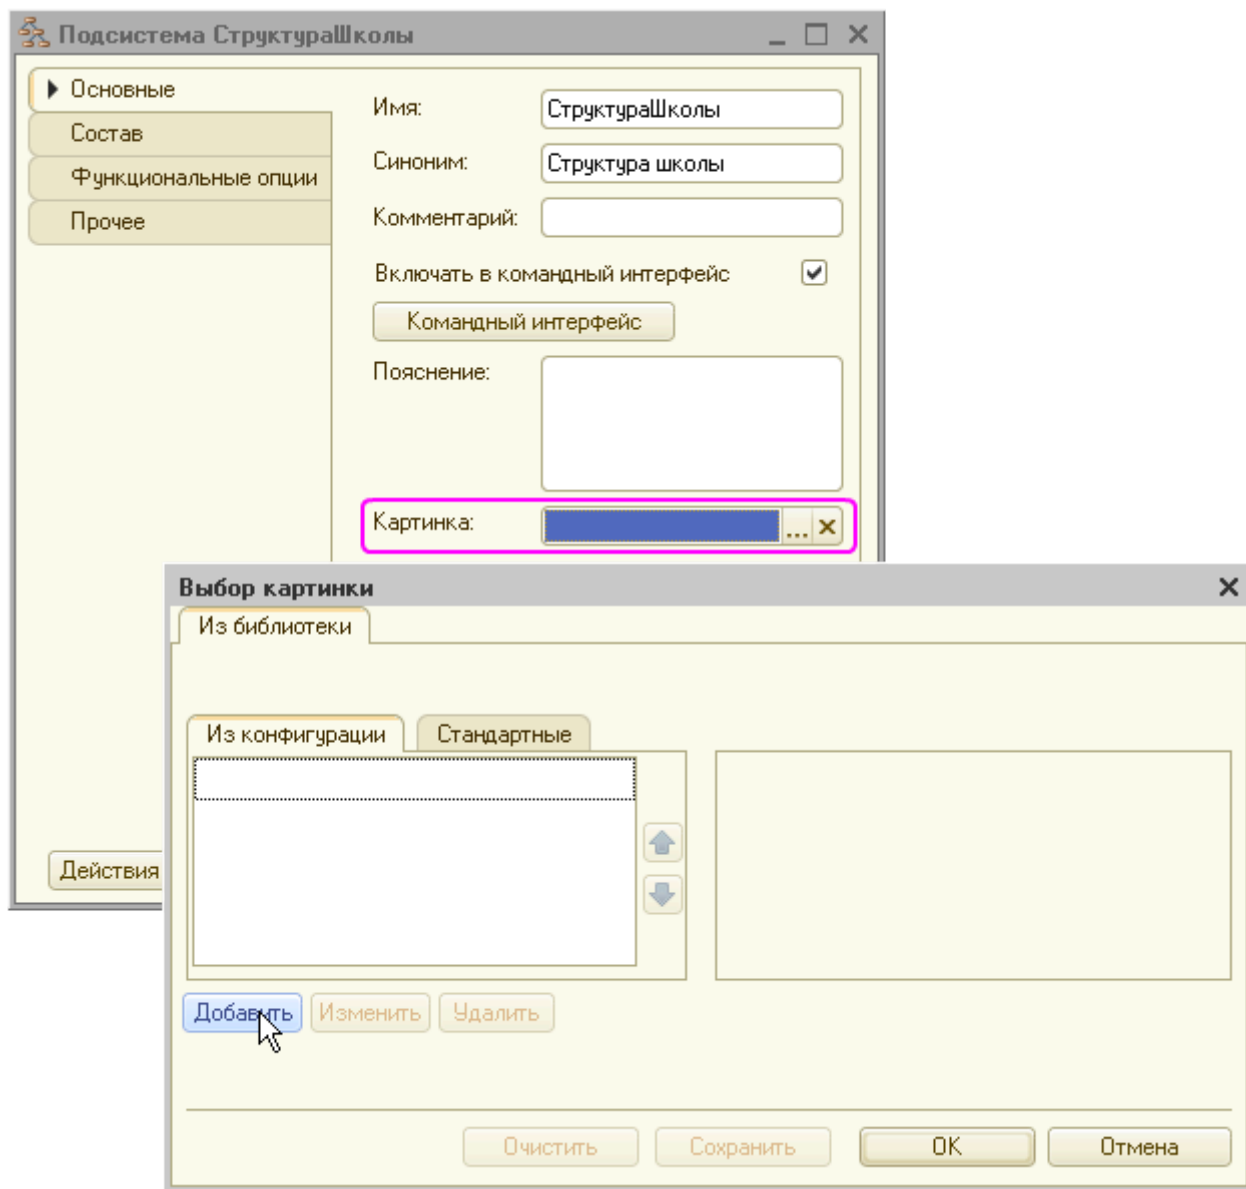 Подсистема СтруктураШколы
Основные
Состав
Функциональные опции
Прочее
Имя: СтруктураШколы
Синоним: Структура школы
Комментарий:
Включать в командный интерфейс
Командный интерфейс
Пояснение:
Картинка: ...
Действия
Выбор картинки
Из библиотеки
Из конфигурации Стандартные
Добавить Изменить Удалить
Очистить Сохранить OK Отмена